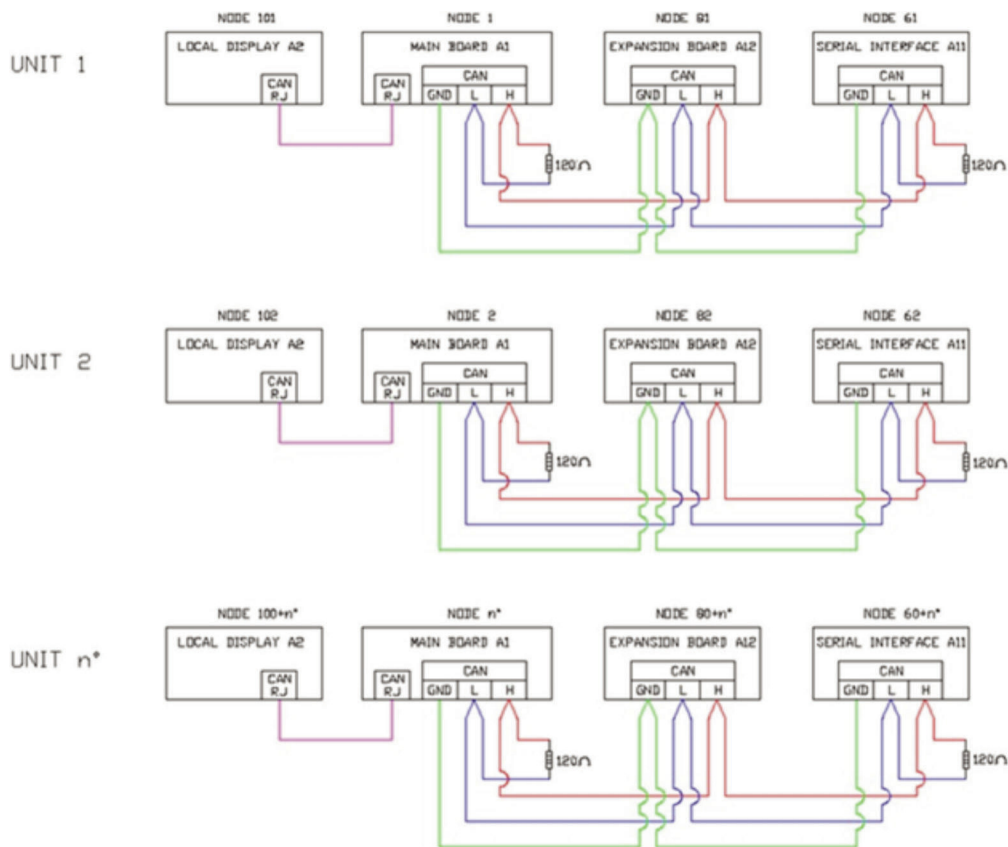 NODE 101 NODE 1 NODE 81 NODE 61
UNIT 1
LOCAL DISPLAY A2 MAIN BOARD A1 EXPANSION BOARD A12 SERIAL INTERFACE A11
CAN CAN CAN
CAN RJ CAN RJ
GND L H GND L H GND L H
120Ω 120Ω
NODE 102 NODE 2 NODE 82 NODE 62
UNIT 2
LOCAL DISPLAY A2 MAIN BOARD A1 EXPANSION BOARD A12 SERIAL INTERFACE A11
CAN CAN CAN
CAN RJ CAN RJ
GND L H GND L H GND L H
120Ω 120Ω
NODE 100+n° NODE n° NODE 80+n° NODE 60+n°
UNIT n°
LOCAL DISPLAY A2 MAIN BOARD A1 EXPANSION BOARD A12 SERIAL INTERFACE A11
CAN CAN CAN
CAN RJ CAN RJ
GND L H GND L H GND L H
120Ω 120Ω